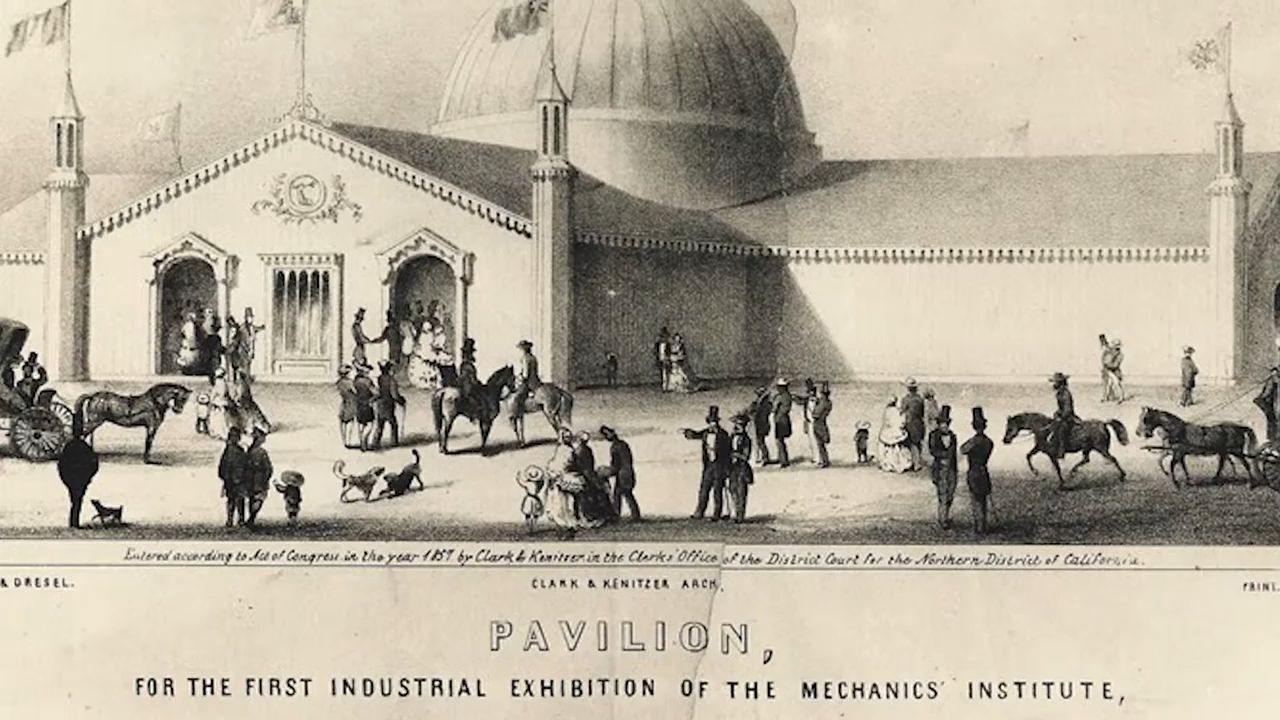 Entered according to Act of Congress in the year 1857 by Clark & Kenitzer in the Clerks' Office of the District Court for the Northern District of California.
& DRESEL. CLARK & KENITZER ARCH. PRINT.
PAVILION,
FOR THE FIRST INDUSTRIAL EXHIBITION OF THE MECHANICS' INSTITUTE,